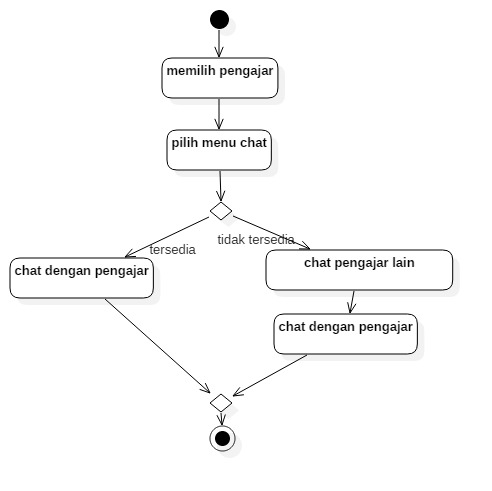 memilih pengajar
pilih menu chat
tersedia
tidak tersedia
chat dengan pengajar
chat pengajar lain
chat dengan pengajar